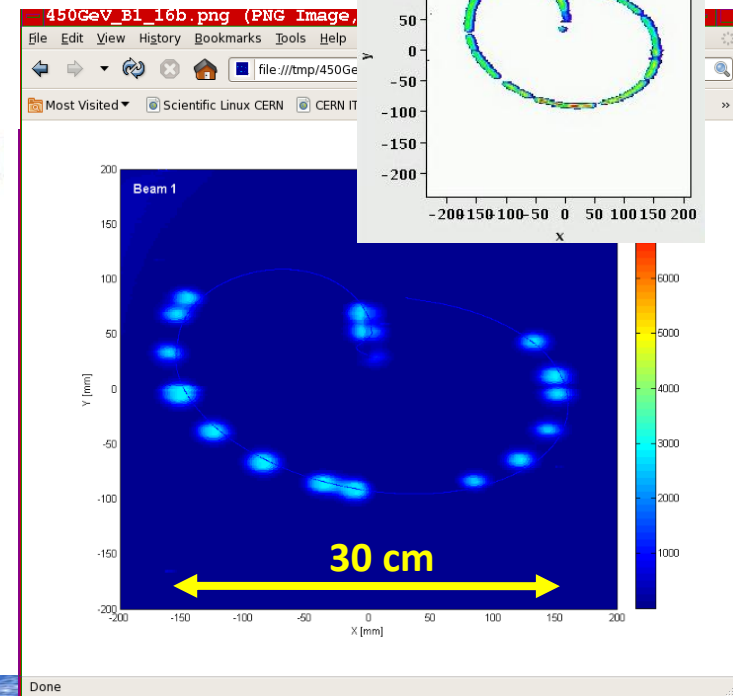 450GeV_B1_16b.png (PNG Image,
File Edit View History Bookmarks Tools Help
file:///tmp/450Ge
Most Visited Scientific Linux CERN CERN IT »
50
0
-50
-100
-150
-200
y
-200 -150 -100 -50 0 50 100 150 200
x
Beam 1
200
150
100
50
0
-50
-100
-150
-200
Y [mm]
6000
5000
4000
3000
2000
1000
30 cm
-200 -150 -100 -50 0 50 100 150 200
X [mm]
Done